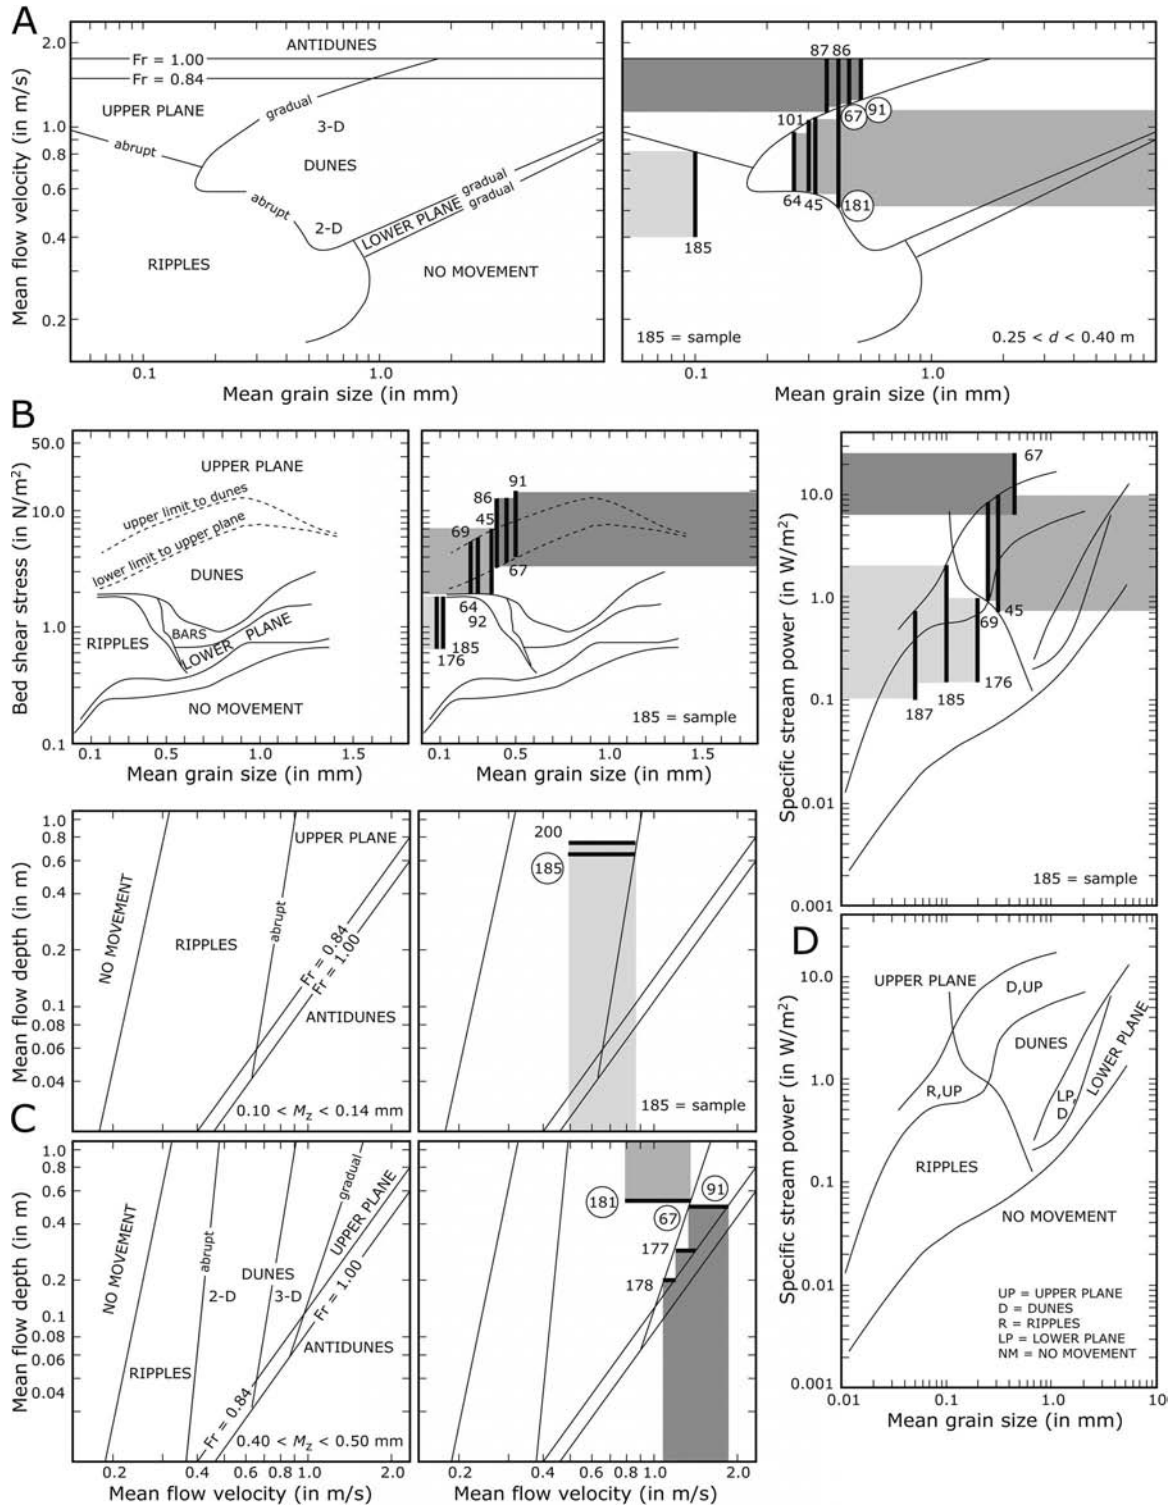 A
2.0
1.0
0.8
0.6
0.4
0.2
Mean flow velocity (in m/s)
ANTIDUNES
Fr = 1.00
Fr = 0.84
UPPER PLANE
gradual
3-D
abrupt
DUNES
abrupt
2-D
gradual
LOWER PLANE
gradual
RIPPLES
NO MOVEMENT
0.1
1.0
Mean grain size (in mm)
87 86
101
67
91
64 45
181
185
185 = sample
0.25 < d < 0.40 m
0.1
1.0
Mean grain size (in mm)
B
50.0
10.0
1.0
0.1
Bed shear stress (in N/m²)
UPPER PLANE
upper limit to dunes
lower limit to upper plane
DUNES
BARS
RIPPLES
LOWER PLANE
NO MOVEMENT
0.1
0.5
1.0
1.5
Mean grain size (in mm)
91
86
45
69
67
64
92
185
176
185 = sample
0.1
0.5
1.0
1.5
Mean grain size (in mm)
10.0
1.0
0.1
0.01
0.001
Specific stream power (in W/m²)
67
45
69
176
185
187
185 = sample
1.0
0.8
0.6
0.4
0.2
0.1
0.08
0.06
0.04
Mean flow depth (in m)
NO MOVEMENT
RIPPLES
abrupt
UPPER PLANE
Fr = 0.84
Fr = 1.00
ANTIDUNES
0.10 < Mz < 0.14 mm
200
185
185 = sample
C
1.0
0.8
0.6
0.4
0.2
0.1
0.08
0.06
0.04
Mean flow depth (in m)
NO MOVEMENT
RIPPLES
abrupt
2-D
DUNES
3-D
gradual
UPPER PLANE
Fr = 1.00
ANTIDUNES
Fr = 0.84
0.40 < Mz < 0.50 mm
0.2
0.4
0.6
0.8
1.0
2.0
Mean flow velocity (in m/s)
181
91
67
177
178
0.2
0.4
0.6
0.8
1.0
2.0
Mean flow velocity (in m/s)
D
10.0
1.0
0.1
0.01
0.001
Specific stream power (in W/m²)
UPPER PLANE
D,UP
DUNES
R,UP
LP,
D
LOWER PLANE
RIPPLES
NO MOVEMENT
UP = UPPER PLANE
D = DUNES
R = RIPPLES
LP = LOWER PLANE
NM = NO MOVEMENT
0.01
0.1
1.0
10
Mean grain size (in mm)